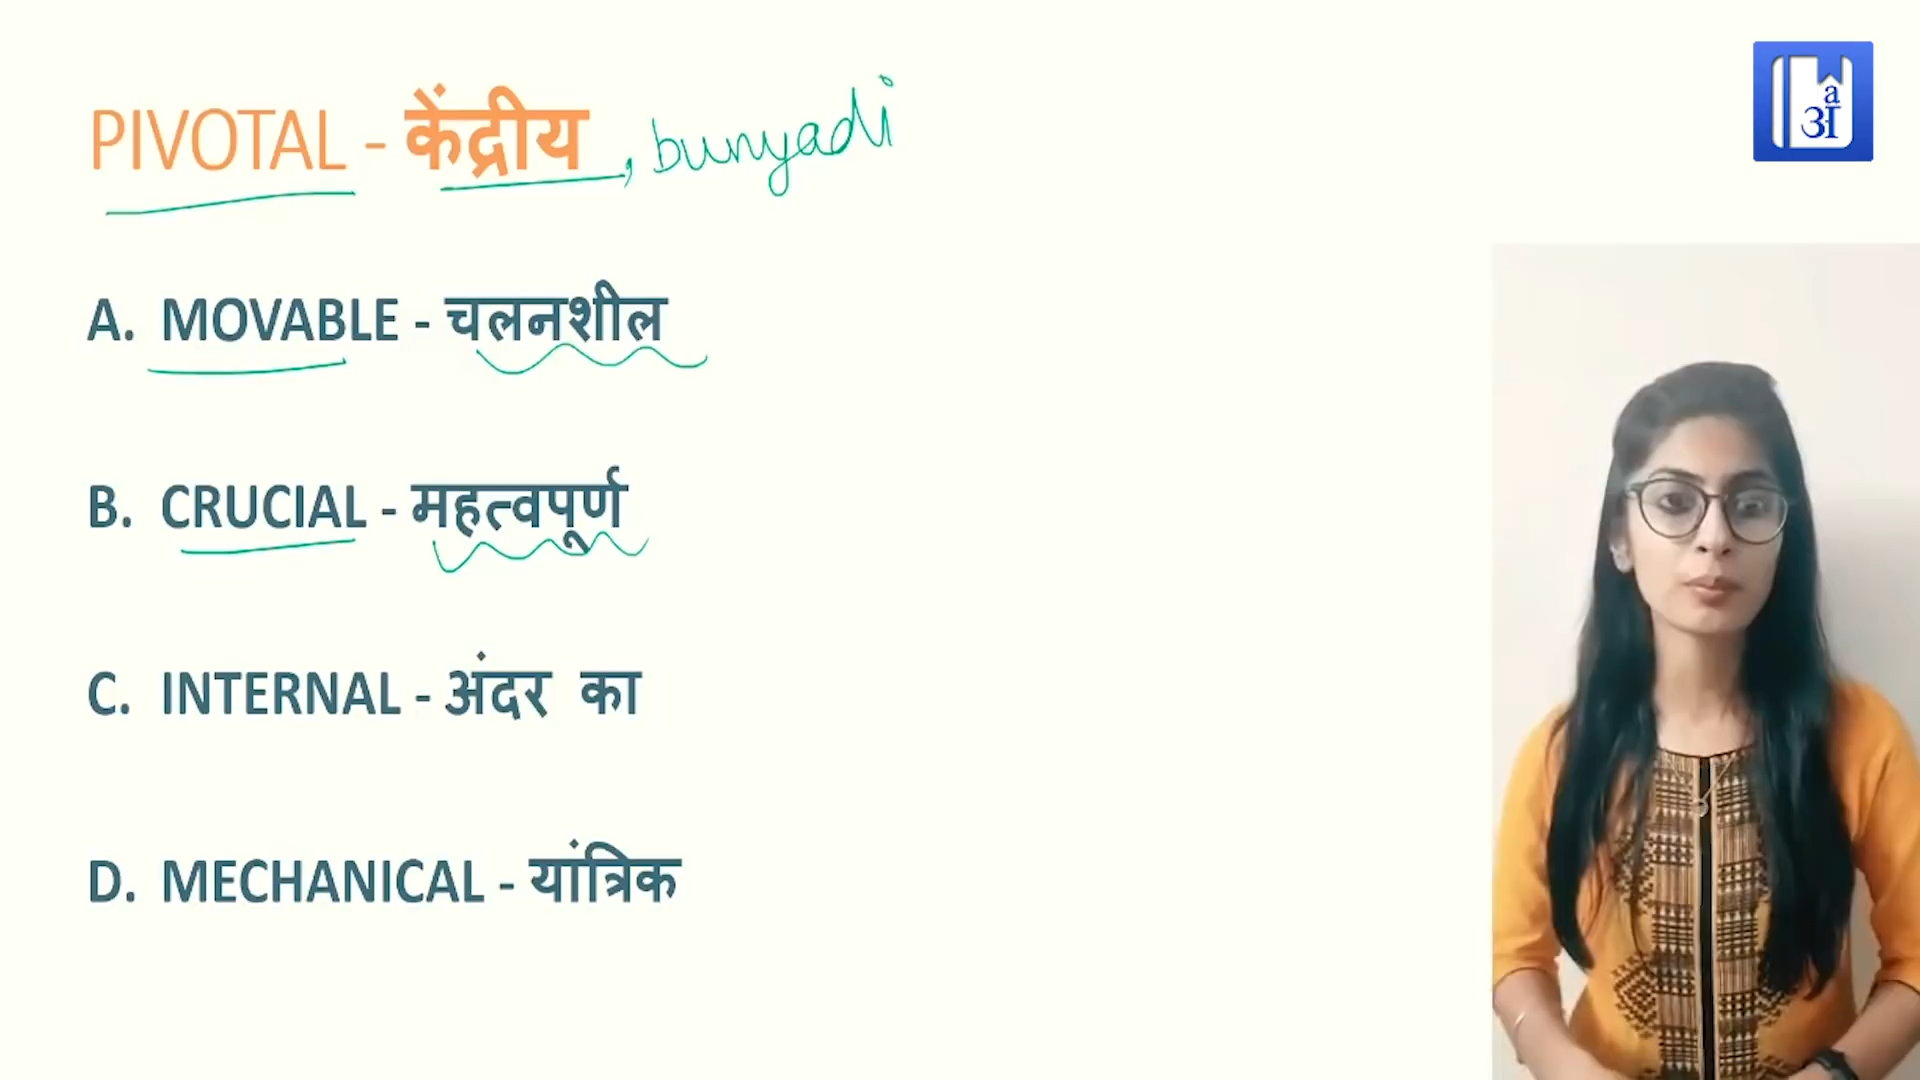 PIVOTAL - केंद्रीय , bunyadi
A. MOVABLE - चलनशील
B. CRUCIAL - महत्वपूर्ण
C. INTERNAL - अंदर का
D. MECHANICAL - यांत्रिक
a
अ